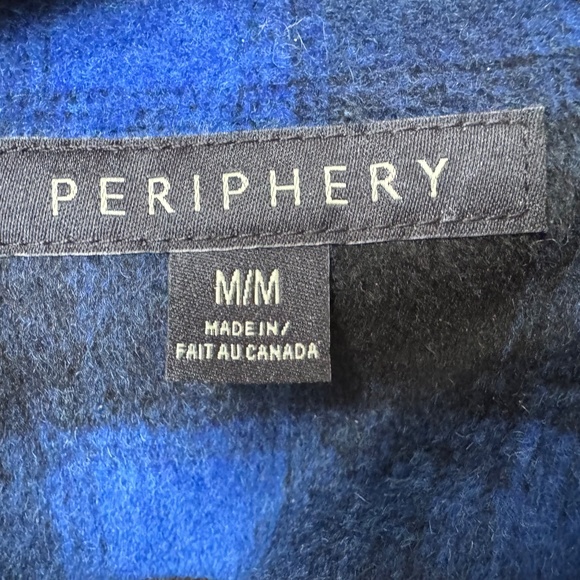 PERIPHERY
M/M
MADE IN/
FAIT AU CANADA